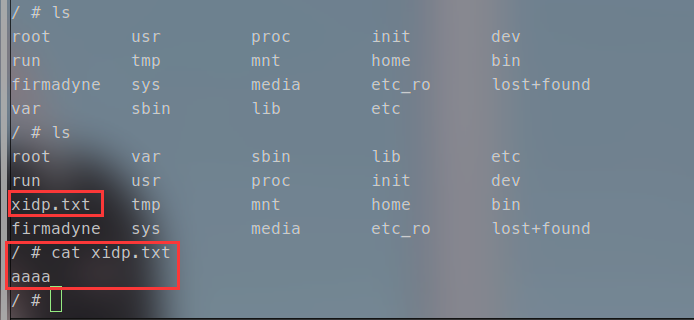 / # ls
root usr proc init dev
run tmp mnt home bin
firmadyne sys media etc_ro lost+found
var sbin lib etc
/ # ls
root var sbin lib etc
run usr proc init dev
xidp.txt tmp mnt home bin
firmadyne sys media etc_ro lost+found
/ # cat xidp.txt
aaaa
/ #